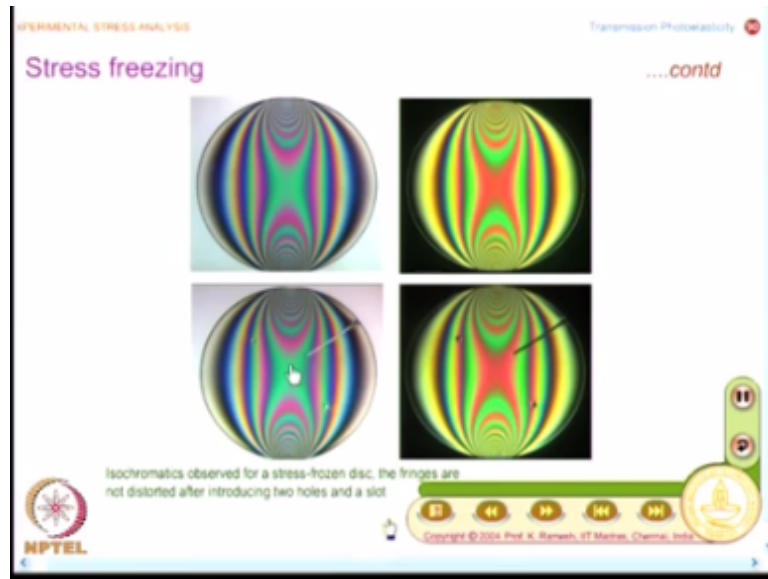 XPERIMENTAL STRESS ANALYSIS
Transmission Photoelasticity 90
Stress freezing
....contd
Isochromatics observed for a stress-frozen disc, the fringes are
not distorted after introducing two holes and a slot
NPTEL
Copyright © 2004 Prof. K. Ramesh, IIT Madras, Chennai, India